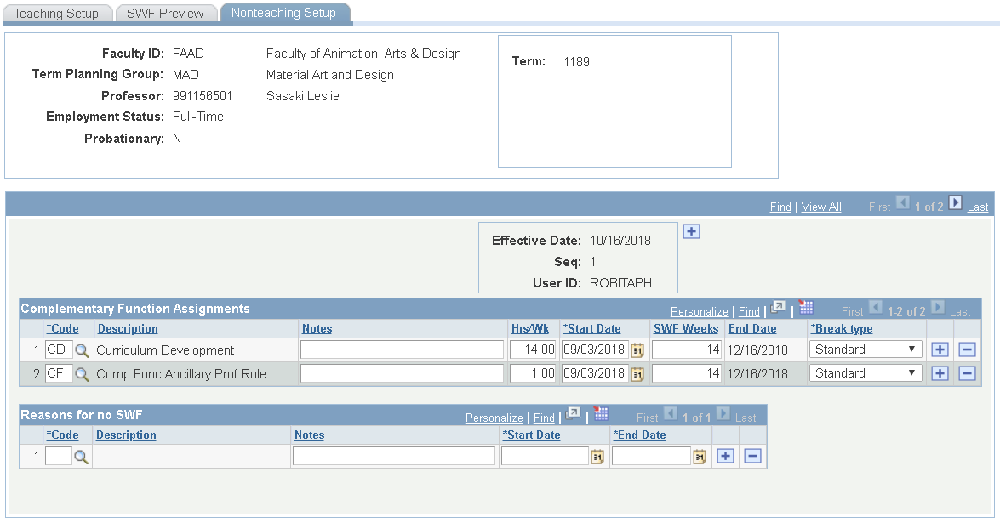 Teaching Setup SWF Preview Nonteaching Setup
Faculty ID: FAAD Faculty of Animation, Arts & Design
Term: 1189
Term Planning Group: MAD Material Art and Design
Professor: 991156501 Sasaki,Leslie
Employment Status: Full-Time
Probationary: N
Find | View All First 1 of 2 Last
Effective Date: 10/16/2018
Seq: 1
User ID: ROBITAPH
Complementary Function Assignments Personalize | Find | | First 1-2 of 2 Last
*Code Description Notes Hrs/Wk *Start Date SWF Weeks End Date *Break type
1 CD Curriculum Development 14.00 09/03/2018 31 14 12/16/2018 Standard
2 CF Comp Func Ancillary Prof Role 1.00 09/03/2018 31 14 12/16/2018 Standard
Reasons for no SWF Personalize | Find | | First 1 of 1 Last
*Code Description Notes *Start Date *End Date
1 31 31